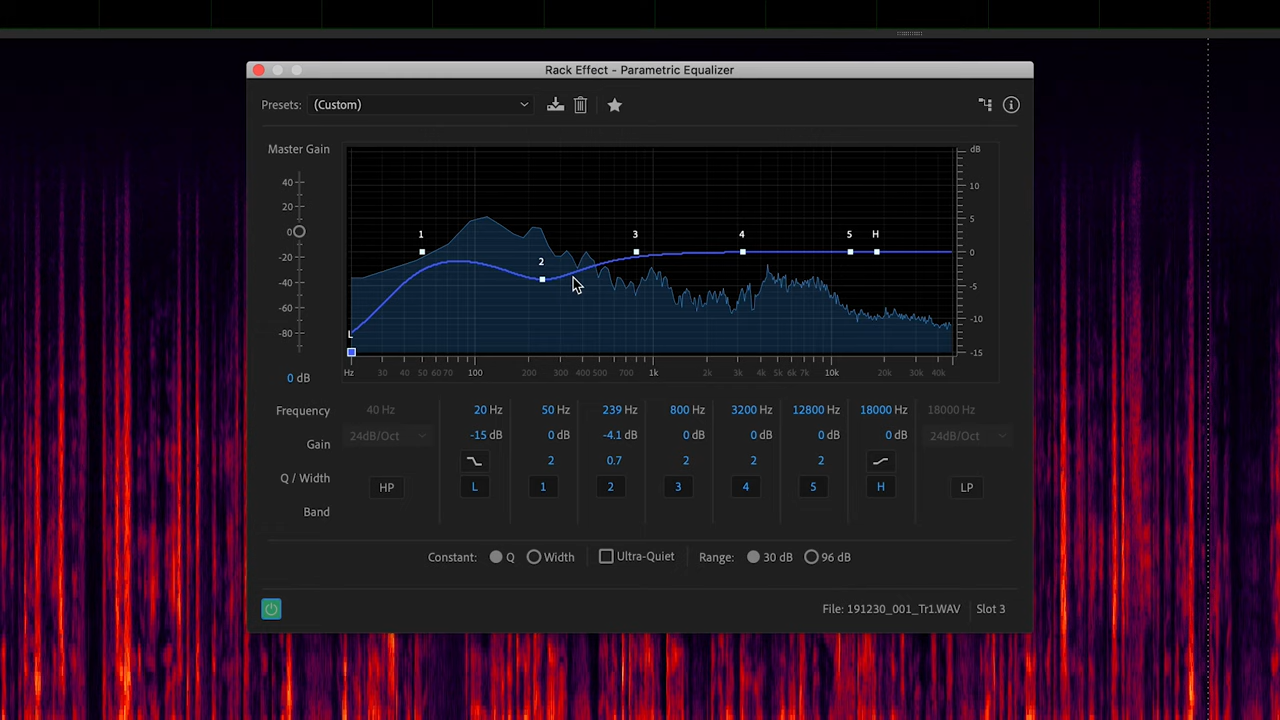 Rack Effect - Parametric Equalizer
Presets: (Custom)
Master Gain
dB
40
20
0
-20
-40
-60
-80
0 dB
10
5
0
-5
-10
-15
1
2
3
4
5
H
L
Hz 30 40 50 60 70 100 200 300 400 500 700 1k 2k 3k 4k 5k 6k 7k 10k 20k 30k 40k
Frequency 40 Hz 20 Hz 50 Hz 239 Hz 800 Hz 3200 Hz 12800 Hz 18000 Hz 18000 Hz
Gain 24dB/Oct -15 dB 0 dB -4.1 dB 0 dB 0 dB 0 dB 0 dB 24dB/Oct
Q / Width 2 0.7 2 2 2
Band HP L 1 2 3 4 5 H LP
Constant: Q Width Ultra-Quiet Range: 30 dB 96 dB
File: 191230_001_Tr1.WAV Slot 3